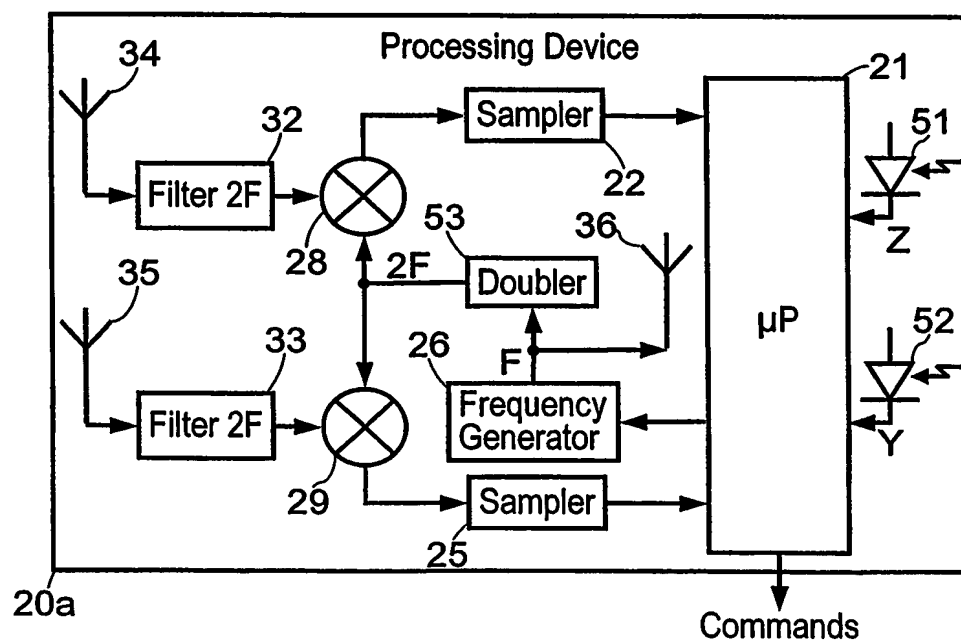 Processing Device
34
21
32
Sampler
51
Filter 2F
22
28
53
36
Z
2F
Doubler
35
µP
33
26
F
52
Filter 2F
Frequency
Generator
Y
29
Sampler
25
20a
Commands